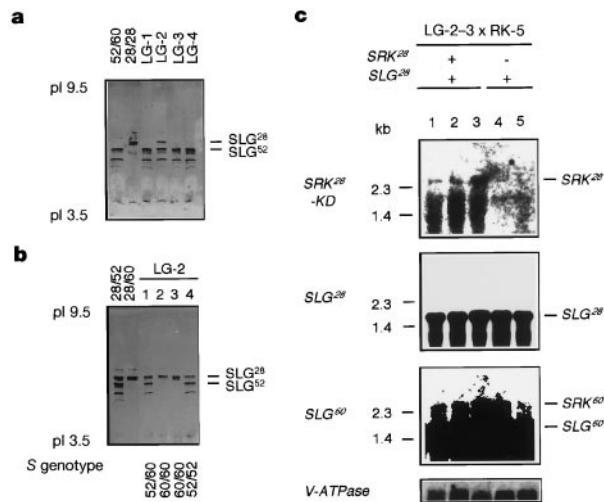 a
52/60
28/28
LG-1
LG-2
LG-3
LG-4
pI 9.5
SLG28
SLG52
pI 3.5
b
LG-2
28/52
28/60
1 2 3 4
pI 9.5
SLG28
SLG52
pI 3.5
S genotype
52/60
60/60
60/60
52/52
c
LG-2–3 x RK-5
SRK28 + -
SLG28 + +
kb 1 2 3 4 5
SRK28
-KD
2.3
1.4
SRK28
SLG28
2.3
1.4
SLG28
SLG60
2.3
1.4
SRK60
SLG60
V-ATPase